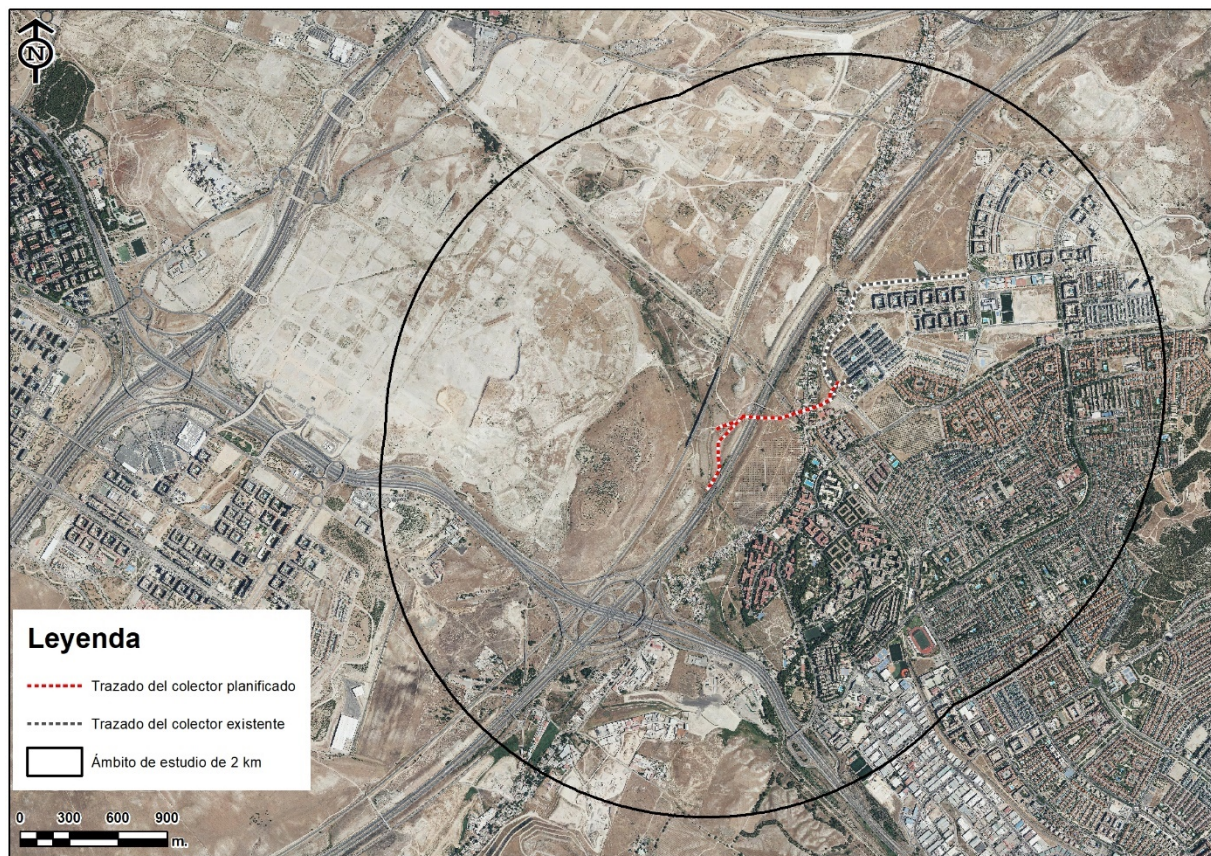 N
Leyenda
Trazado del colector planificado
Trazado del colector existente
Ámbito de estudio de 2 km
0 300 600 900
m.